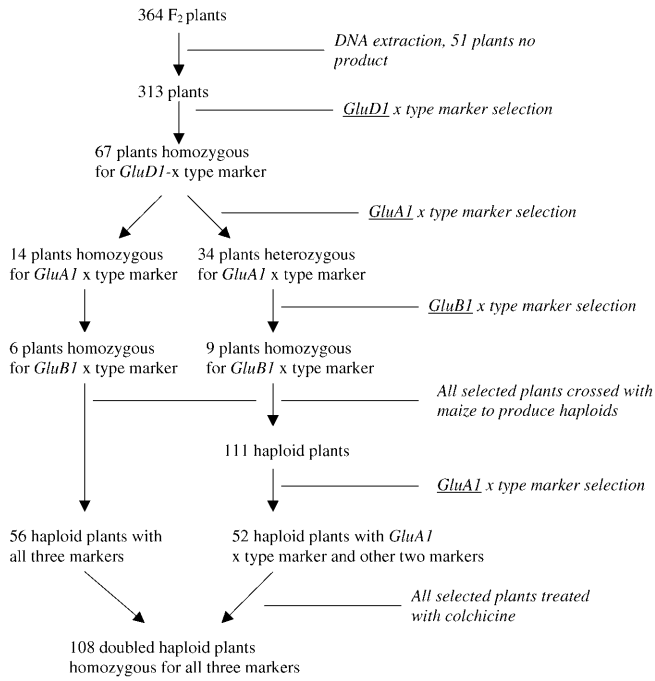 364 F₂ plants
DNA extraction, 51 plants no
product
313 plants
GluD1 x type marker selection
67 plants homozygous
for GluD1-x type marker
GluA1 x type marker selection
14 plants homozygous
for GluA1 x type marker
34 plants heterozygous
for GluA1 x type marker
GluB1 x type marker selection
6 plants homozygous
for GluB1 x type marker
9 plants homozygous
for GluB1 x type marker
All selected plants crossed with
maize to produce haploids
111 haploid plants
GluA1 x type marker selection
56 haploid plants with
all three markers
52 haploid plants with GluA1
x type marker and other two markers
All selected plants treated
with colchicine
108 doubled haploid plants
homozygous for all three markers